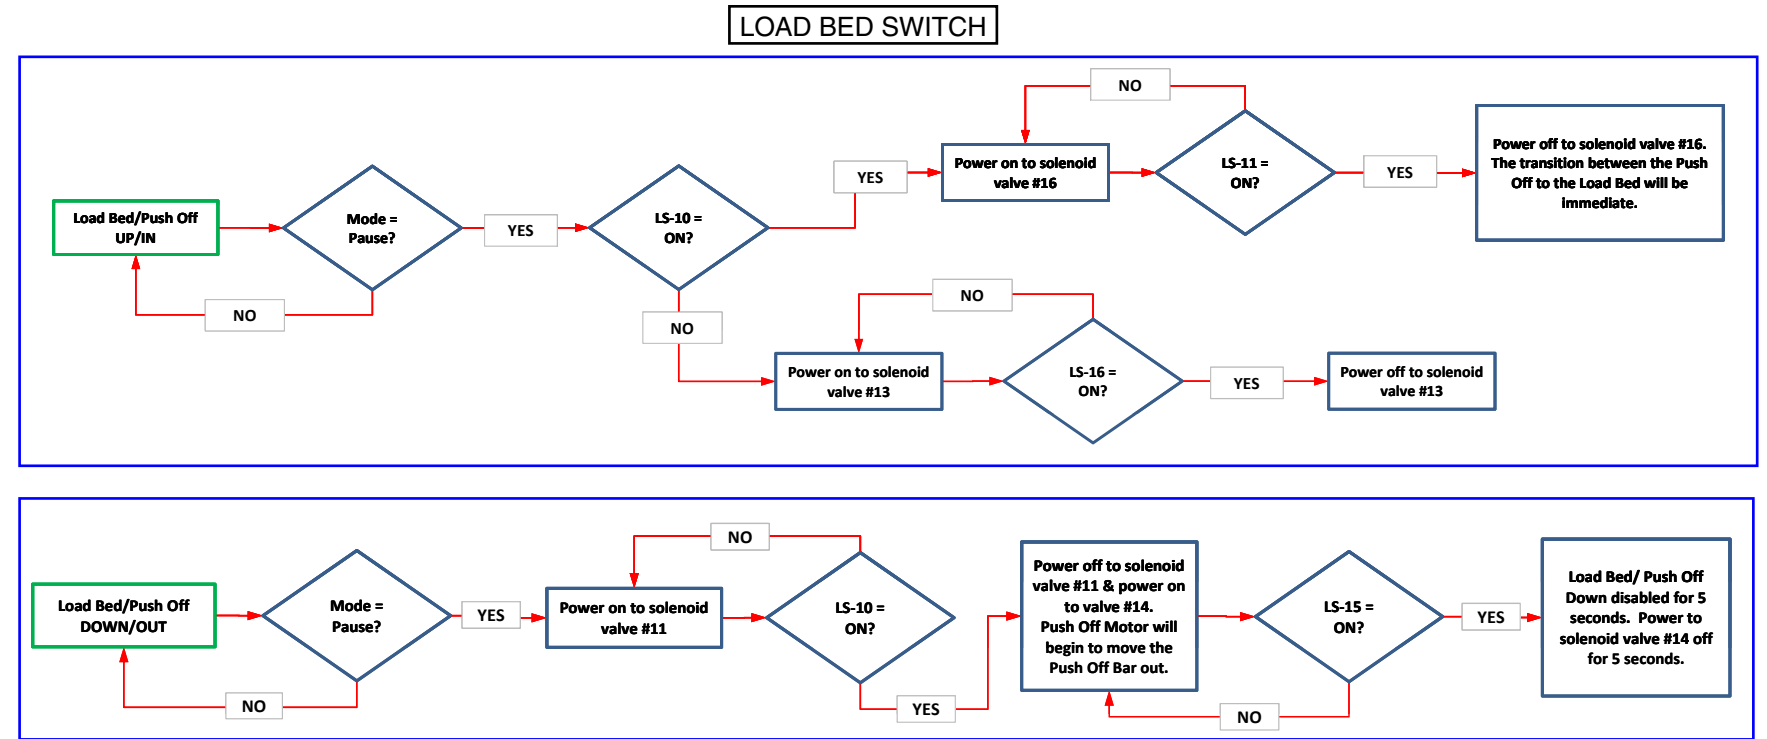 LOAD BED SWITCH
NO
Power on to solenoid
valve #16
LS-11 =
ON?
YES
YES
Power off to solenoid valve #16.
The transition between the Push
Off to the Load Bed will be
immediate.
Load Bed/Push Off
UP/IN
Mode =
Pause?
YES
LS-10 =
ON?
NO
NO
NO
Power on to solenoid
valve #13
LS-16 =
ON?
YES
Power off to solenoid
valve #13
Load Bed/Push Off
DOWN/OUT
Mode =
Pause?
YES
NO
Power on to solenoid
valve #11
NO
LS-10 =
ON?
YES
Power off to solenoid
valve #11 & power on
to valve #14.
Push Off Motor will
begin to move the
Push Off Bar out.
LS-15 =
ON?
NO
YES
Load Bed/ Push Off
Down disabled for 5
seconds.  Power to
solenoid valve #14 off
for 5 seconds.